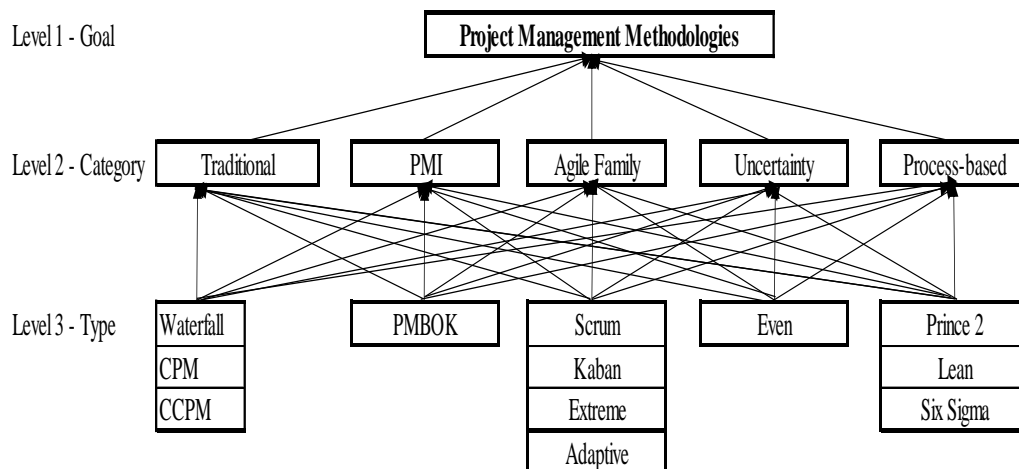 Level 1 - Goal
Project Management Methodologies
Level 2 - Category
Traditional
PMI
Agile Family
Uncertainty
Process-based
Level 3 - Type
Waterfall
PMBOK
Scrum
Even
Prince 2
CPM
Kaban
Lean
CCPM
Extreme
Six Sigma
Adaptive